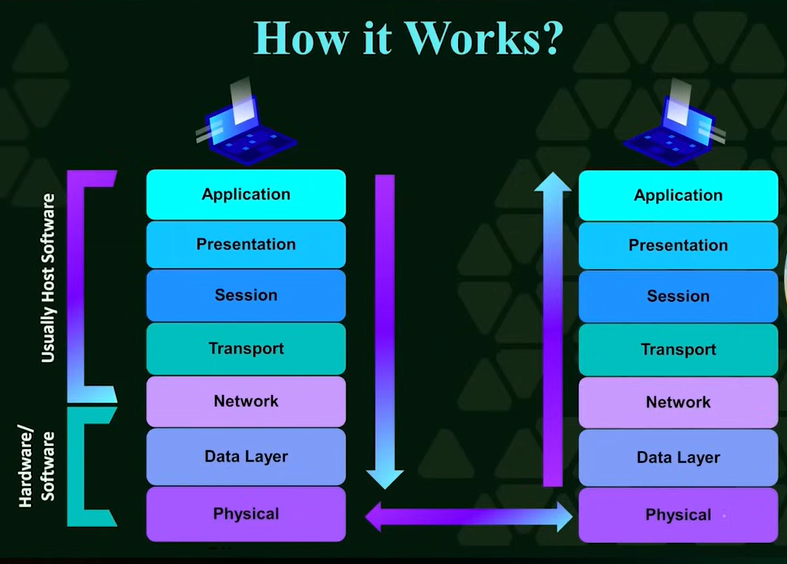 How it Works?
Usually Host Software
Hardware/
Software
Application
Presentation
Session
Transport
Network
Data Layer
Physical
Application
Presentation
Session
Transport
Network
Data Layer
Physical